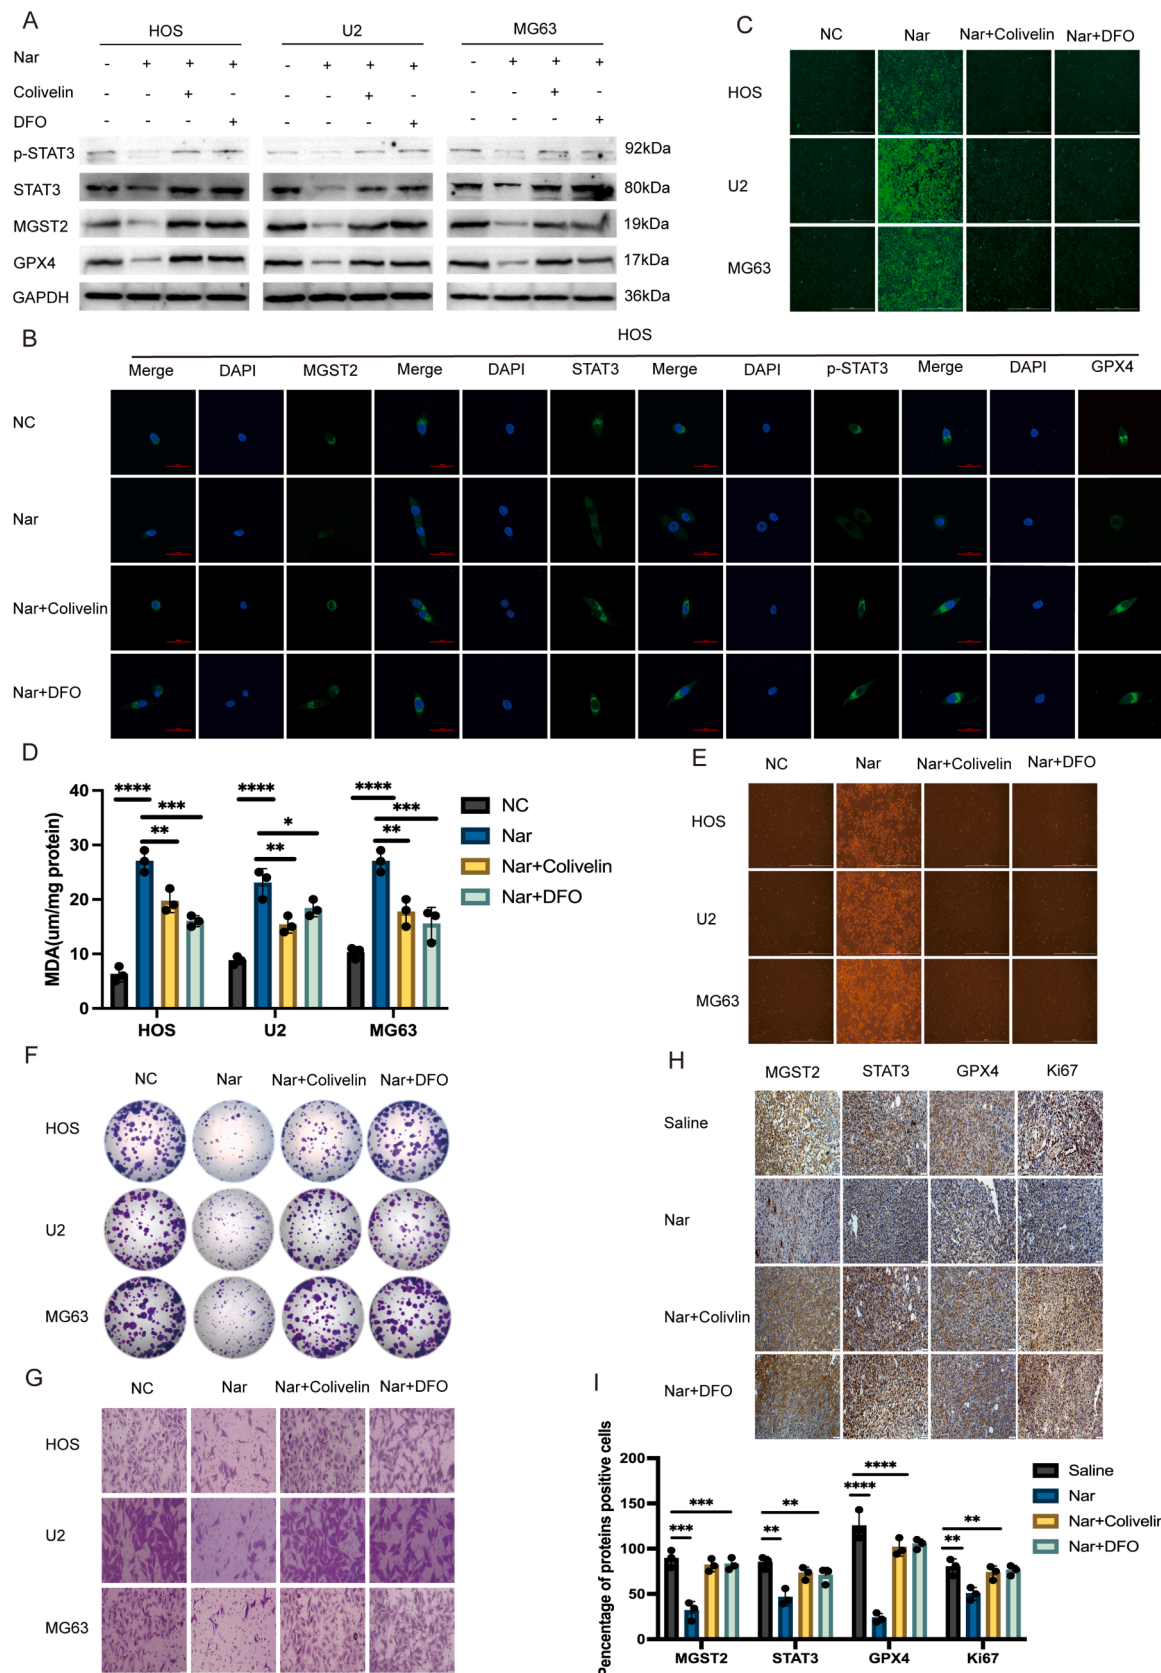 A
HOS U2 MG63
Nar - + + + - + + + - + + +
Colivelin - - + - - - + - - - + -
DFO - - - + - - - + - - - +
p-STAT3 92kDa
STAT3 80kDa
MGST2 19kDa
GPX4 17kDa
GAPDH 36kDa
C
NC Nar Nar+Colivelin Nar+DFO
HOS
U2
MG63
B
HOS
Merge DAPI MGST2 Merge DAPI STAT3 Merge DAPI p-STAT3 Merge DAPI GPX4
NC
Nar
Nar+Colivelin
Nar+DFO
D
MDA(um/mg protein)
40
30
20
10
0
**** *** ** **** * ** **** *** **
HOS U2 MG63
NC
Nar
Nar+Colivelin
Nar+DFO
E
NC Nar Nar+Colivelin Nar+DFO
HOS
U2
MG63
F
NC Nar Nar+Colivelin Nar+DFO
HOS
U2
MG63
G
NC Nar Nar+Colivelin Nar+DFO
HOS
U2
MG63
H
MGST2 STAT3 GPX4 Ki67
Saline
Nar
Nar+Colivlin
Nar+DFO
I
Pencentage of proteins positive cells
200
150
100
50
0
*** *** ** ** **** **** ** **
MGST2 STAT3 GPX4 Ki67
Saline
Nar
Nar+Colivelin
Nar+DFO